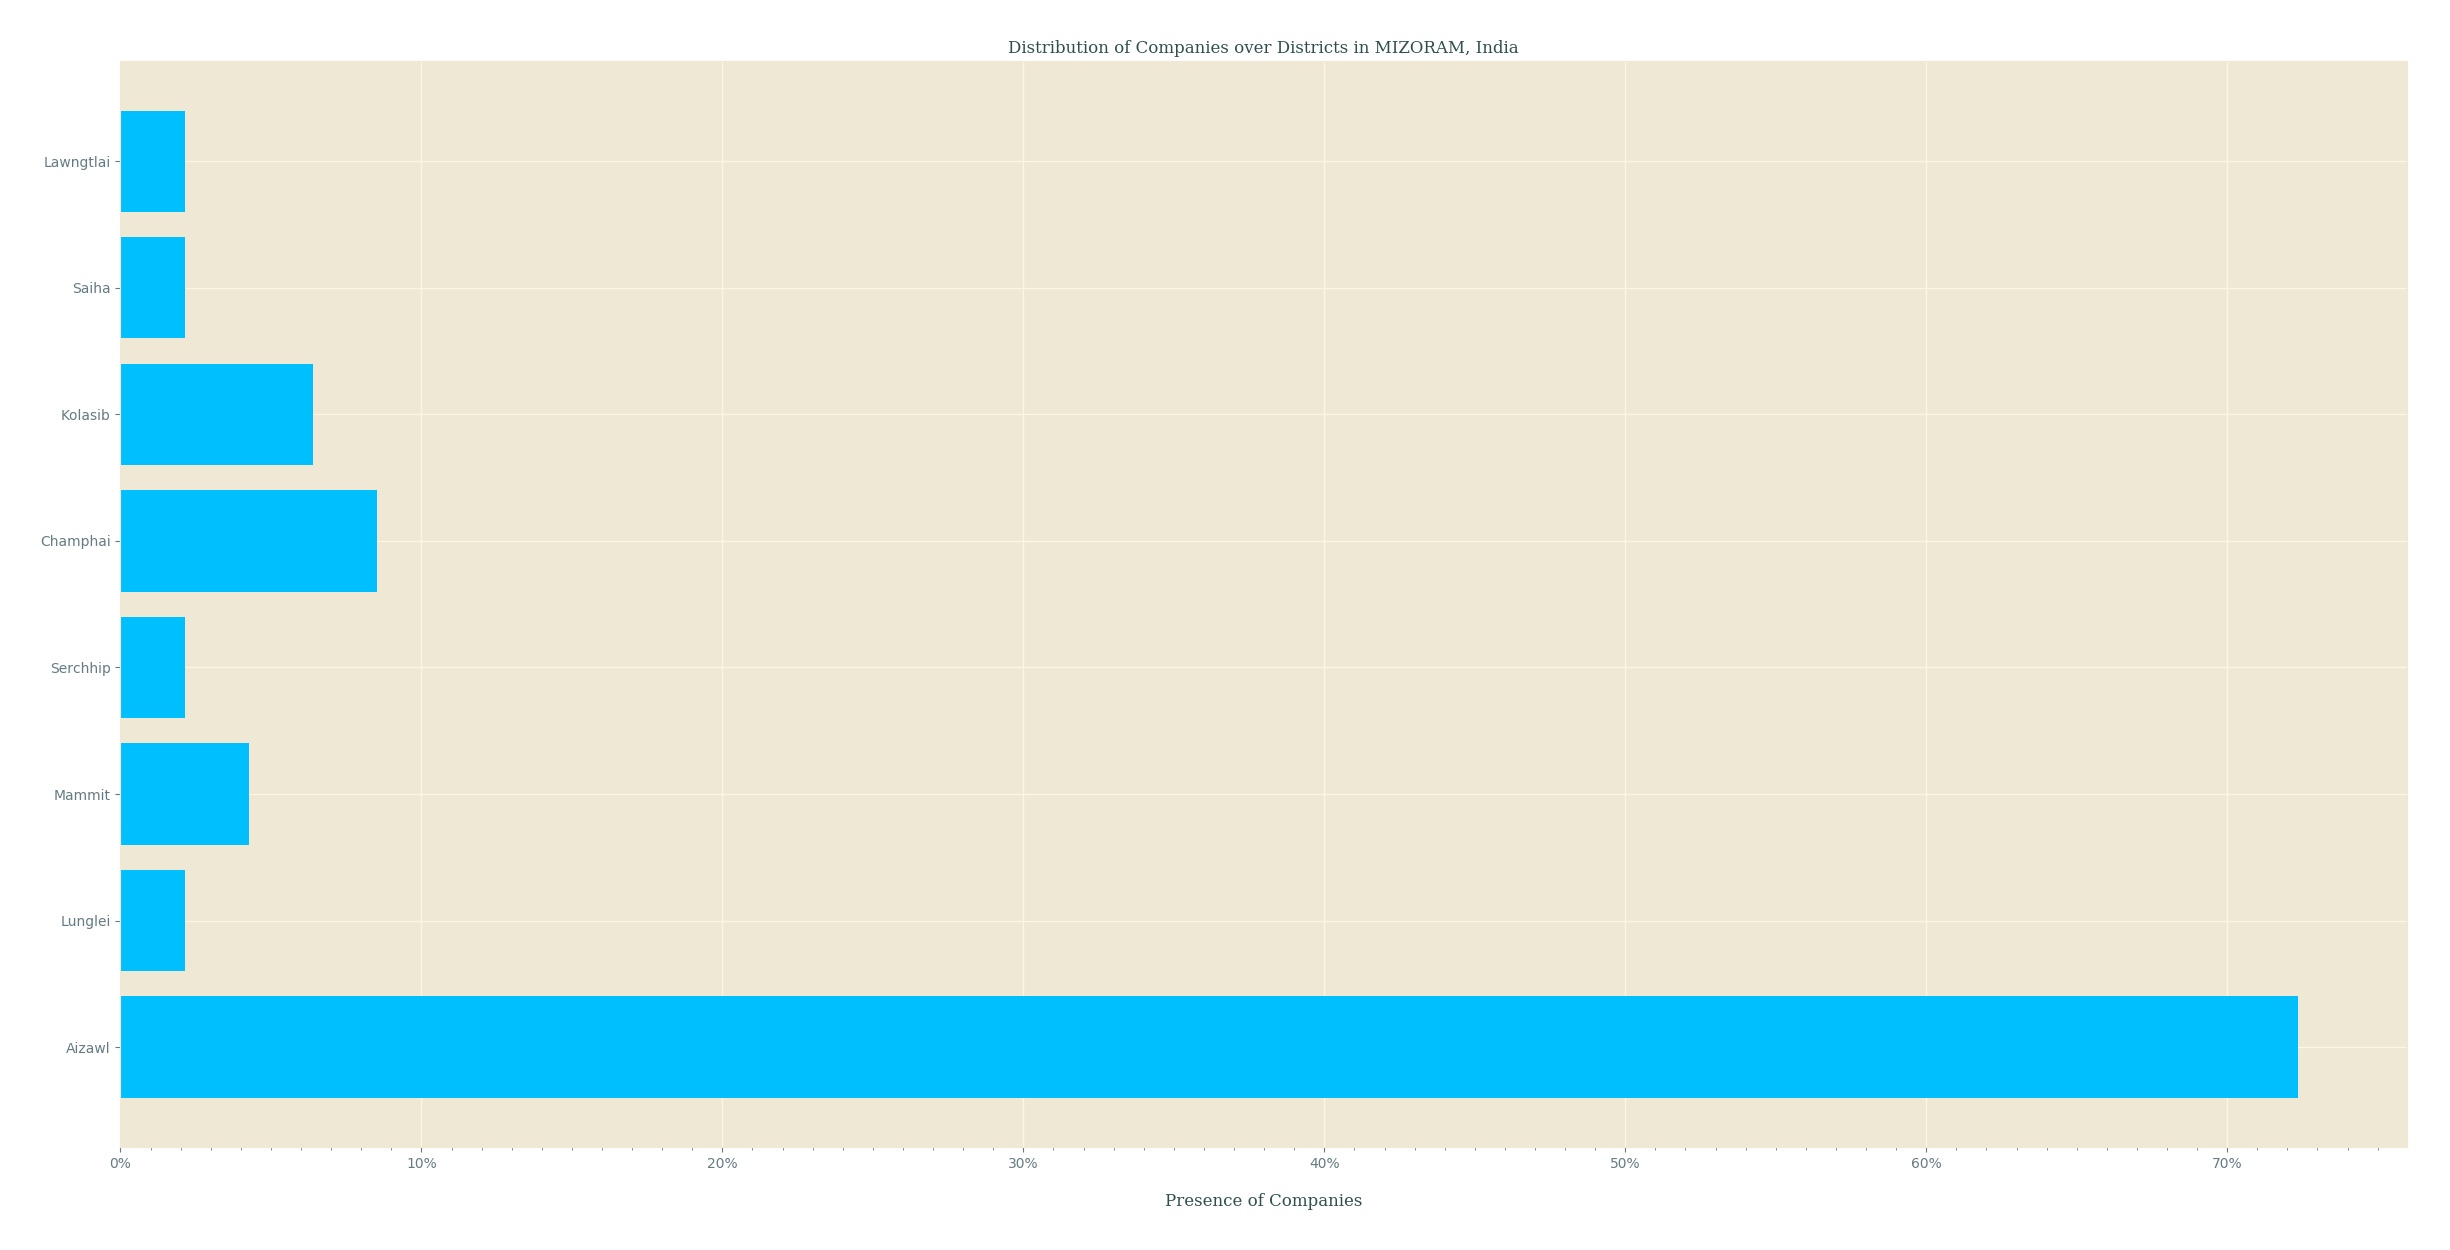 Distribution of Companies over Districts in MIZORAM, India
Lawngtlai
Saiha
Kolasib
Champhai
Serchhip
Mammit
Lunglei
Aizawl
0% 10% 20% 30% 40% 50% 60% 70%
Presence of Companies